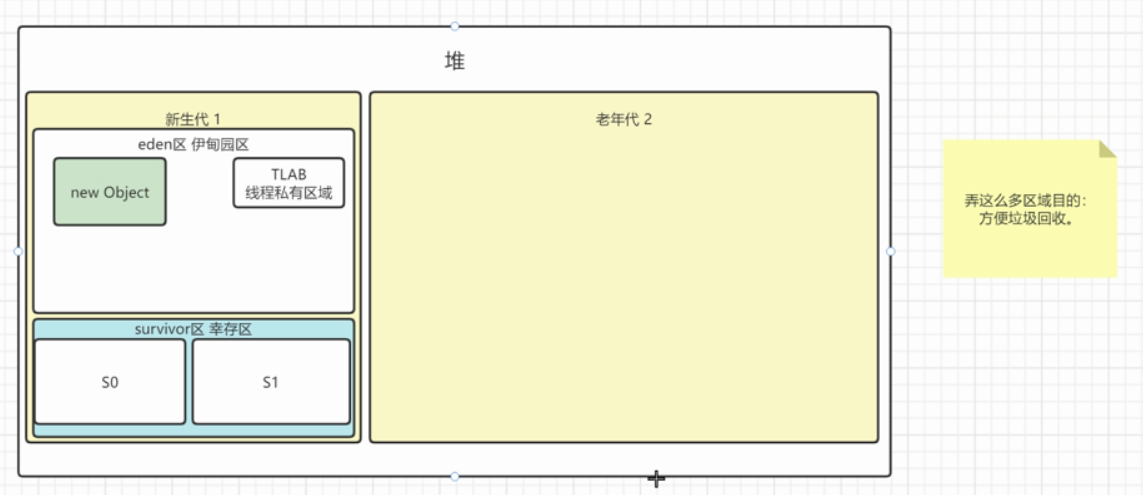 堆
新生代 1
eden区 伊甸园区
new Object
TLAB
线程私有区域
survivor区 幸存区
S0
S1
老年代 2
弄这么多区域目的：
方便垃圾回收。